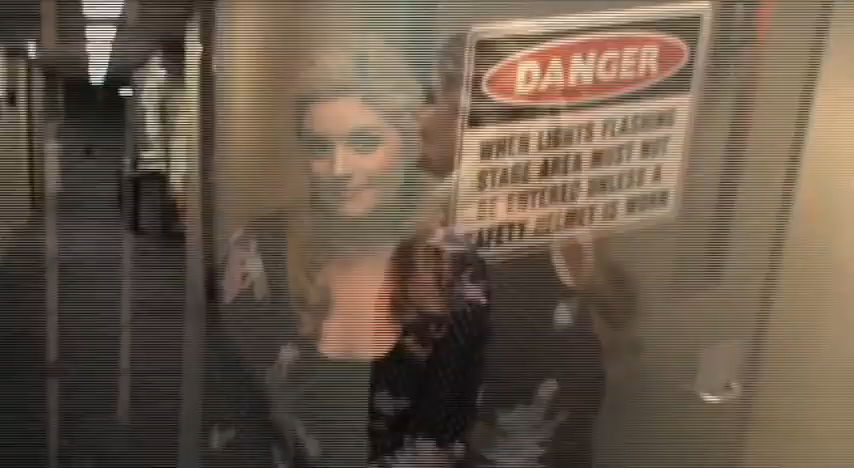 DANGER
WHEN LIGHTS FLASHING
STAGE AREA MUST NOT
BE ENTERED UNLESS A
SAFETY HELMET IS WORN